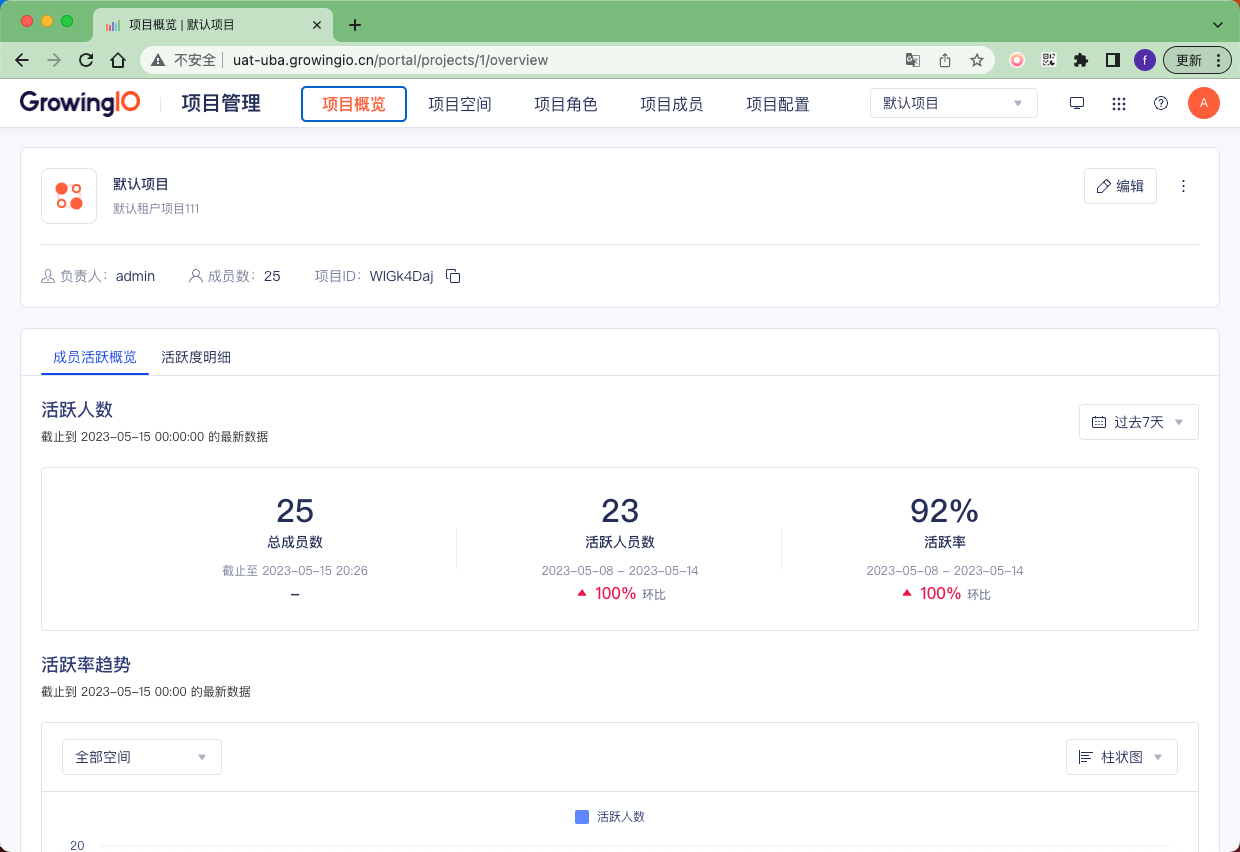 项目概览 | 默认项目
不安全 uat-uba.growingio.cn/portal/projects/1/overview f 更新
GrowingIO 项目管理 项目概览 项目空间 项目角色 项目成员 项目配置 默认项目 A
默认项目
默认租户项目111
编辑
负责人: admin 成员数: 25 项目ID: WlGk4Daj
成员活跃概览 活跃度明细
活跃人数
截止到 2023-05-15 00:00:00 的最新数据
过去7天
25 23 92%
总成员数 活跃人员数 活跃率
截止至 2023-05-15 20:26 2023-05-08 - 2023-05-14 2023-05-08 - 2023-05-14
- 100% 环比 100% 环比
活跃率趋势
截止到 2023-05-15 00:00 的最新数据
全部空间 柱状图
活跃人数
20